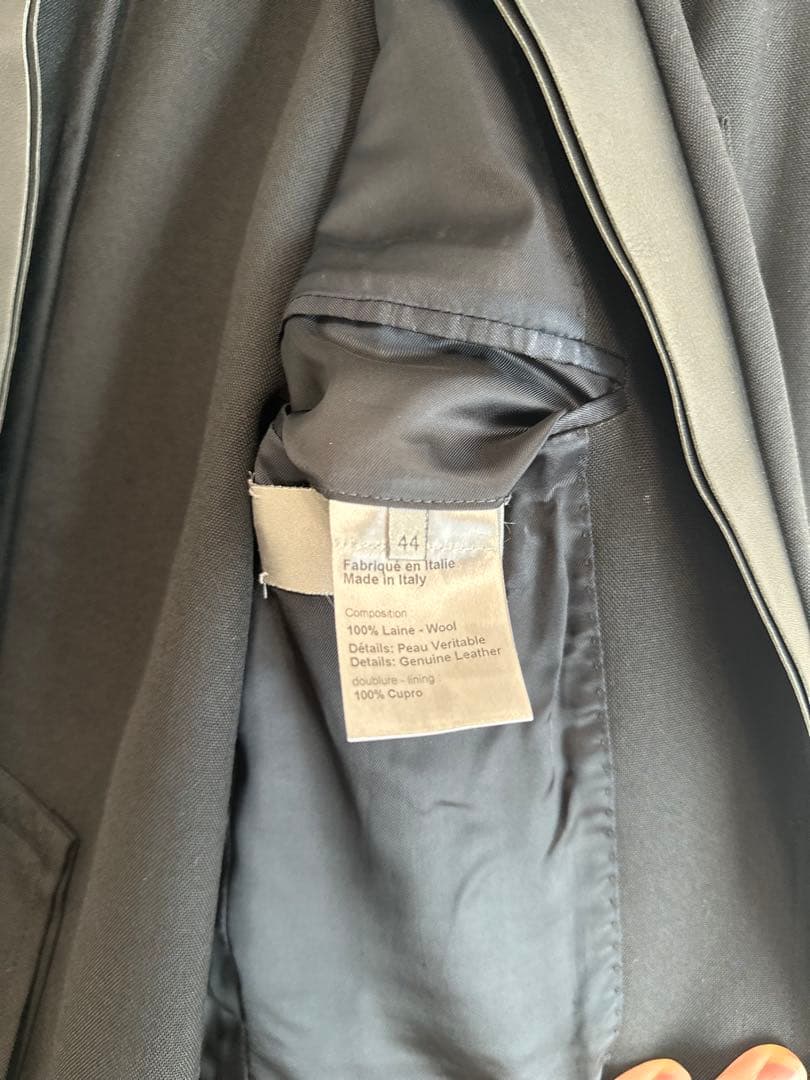 44
Fabriqué en Italie
Made in Italy
Composition
100% Laine - Wool
Détails: Peau Veritable
Details: Genuine Leather
doublure - lining :
100% Cupro